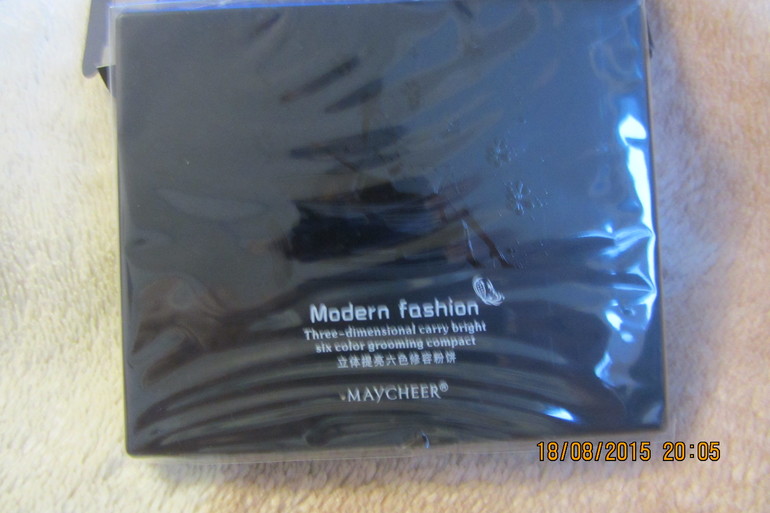 Modern fashion
Three-dimensional carry bright
six color grooming compact
立体提亮六色修容粉饼
MAYCHEER®
18/08/2015 20:05